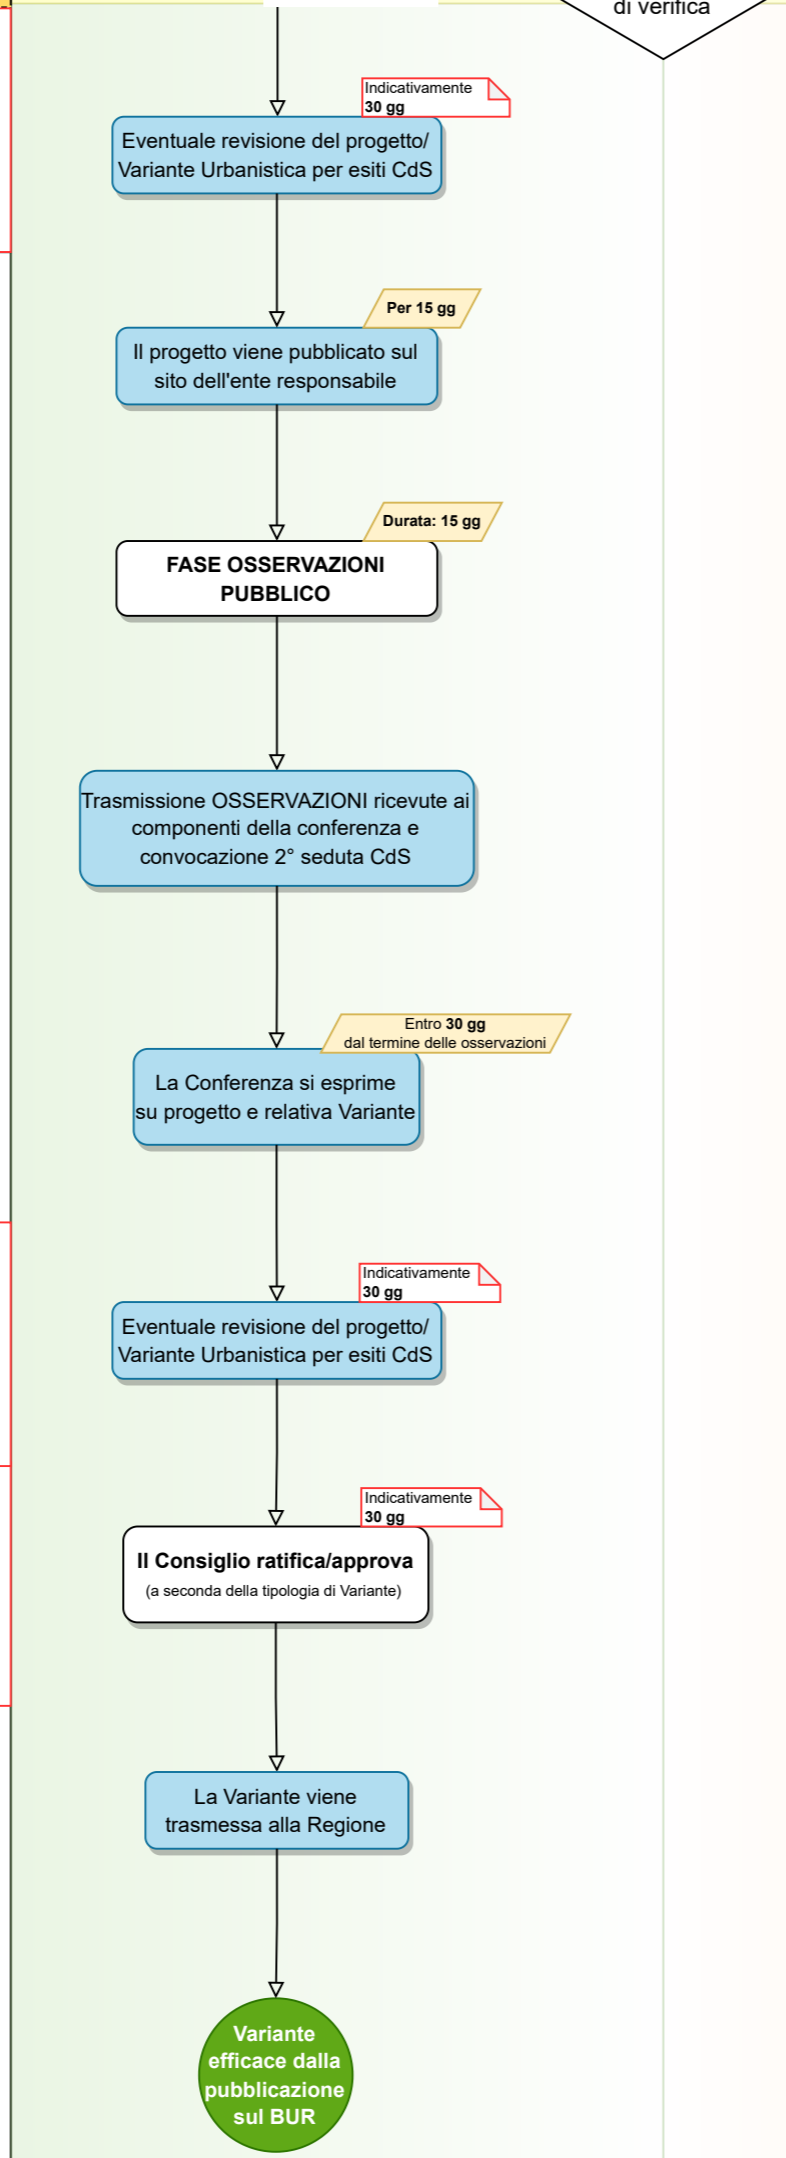 di verifica
Indicativamente
30 gg
Eventuale revisione del progetto/
Variante Urbanistica per esiti CdS
Per 15 gg
Il progetto viene pubblicato sul
sito dell'ente responsabile
Durata: 15 gg
FASE OSSERVAZIONI
PUBBLICO
Trasmissione OSSERVAZIONI ricevute ai
componenti della conferenza e
convocazione 2° seduta CdS
Entro 30 gg
dal termine delle osservazioni
La Conferenza si esprime
su progetto e relativa Variante
Indicativamente
30 gg
Eventuale revisione del progetto/
Variante Urbanistica per esiti CdS
Indicativamente
30 gg
Il Consiglio ratifica/approva
(a seconda della tipologia di Variante)
La Variante viene
trasmessa alla Regione
Variante
efficace dalla
pubblicazione
sul BUR